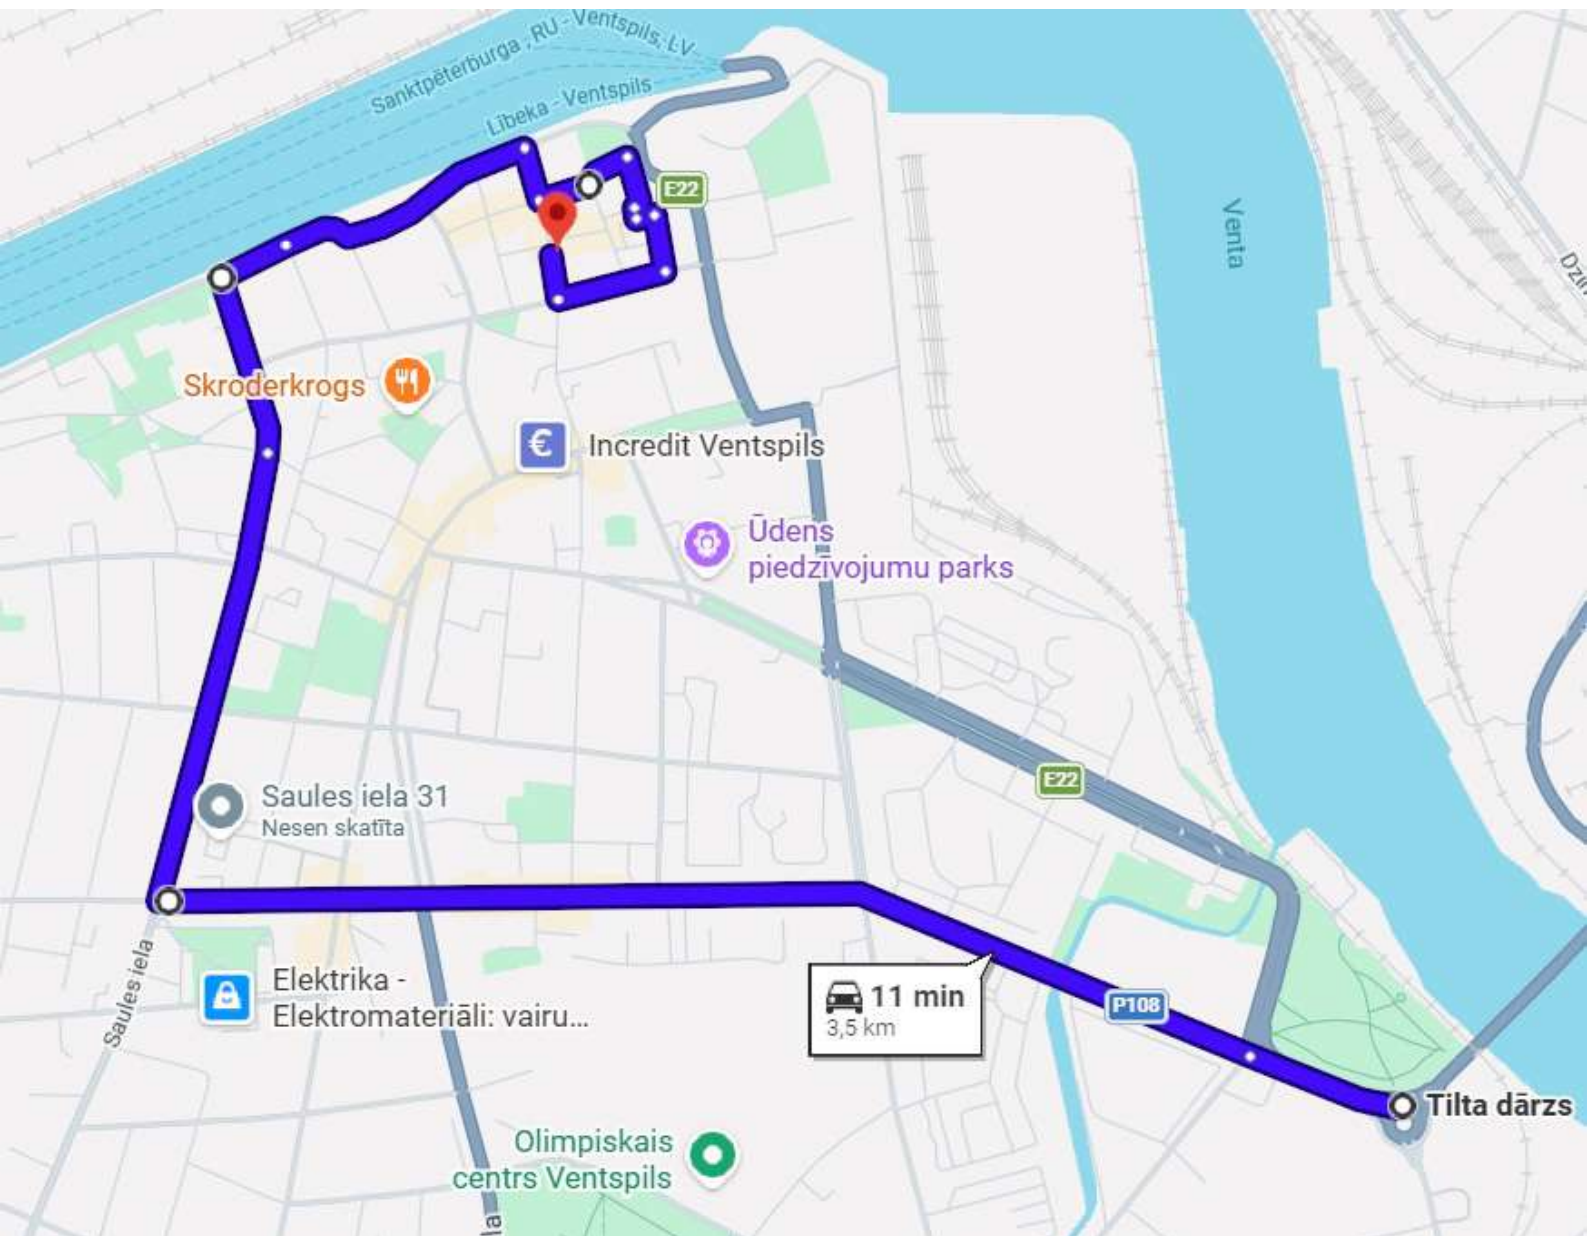 Sanktpēterburga , RU - Ventspils, LV
Lībeka - Ventspils
E22
Venta
Skroderkrogs
Incredit Ventspils
Ūdens
piedzīvojumu parks
E22
Saules iela 31
Nesen skatīta
Saules iela
Elektrika -
Elektromateriāli: vairu...
11 min
3,5 km
P108
Tilta dārzs
Olimpiskais
centrs Ventspils
la